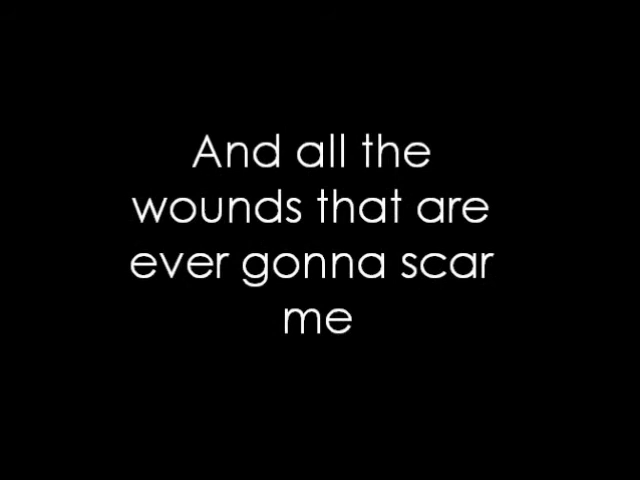 And all the
wounds that are
ever gonna scar
me